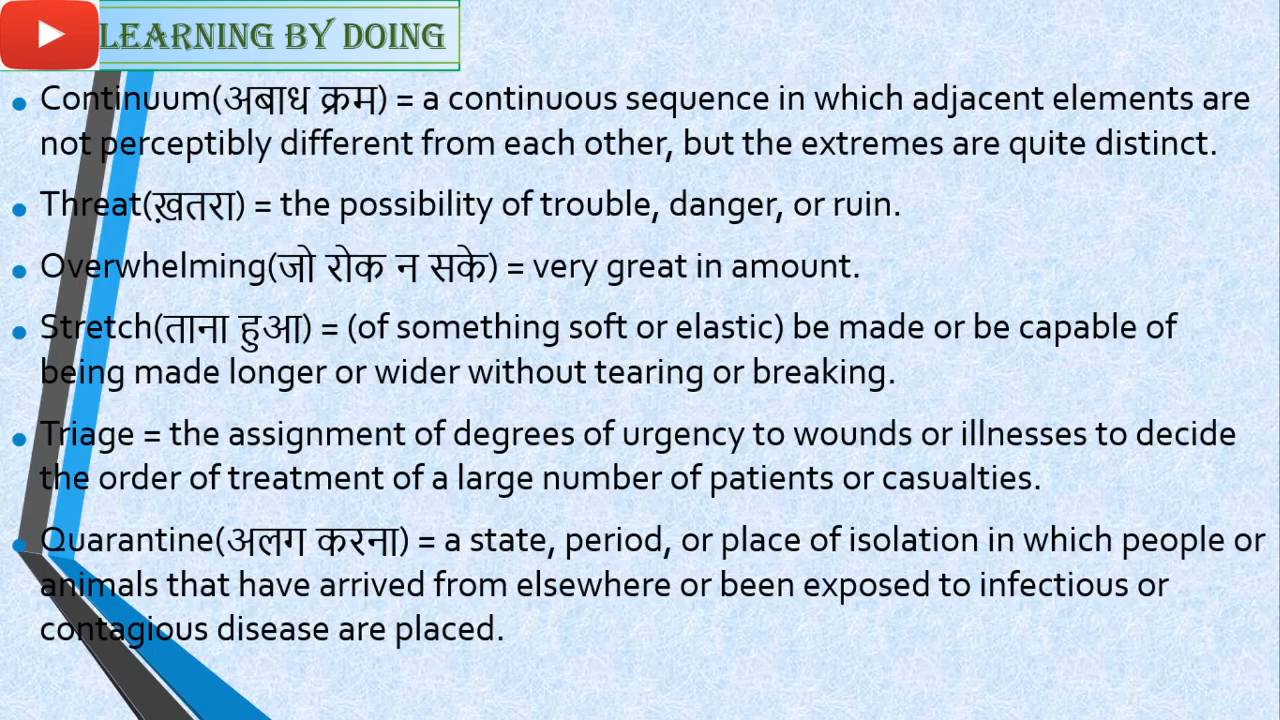 LEARNING BY DOING
Continuum(अबाध क्रम) = a continuous sequence in which adjacent elements are
not perceptibly different from each other, but the extremes are quite distinct.
Threat(ख़तरा) = the possibility of trouble, danger, or ruin.
Overwhelming(जो रोक न सके) = very great in amount.
Stretch(ताना हुआ) = (of something soft or elastic) be made or be capable of
being made longer or wider without tearing or breaking.
Triage = the assignment of degrees of urgency to wounds or illnesses to decide
the order of treatment of a large number of patients or casualties.
Quarantine(अलग करना) = a state, period, or place of isolation in which people or
animals that have arrived from elsewhere or been exposed to infectious or
contagious disease are placed.